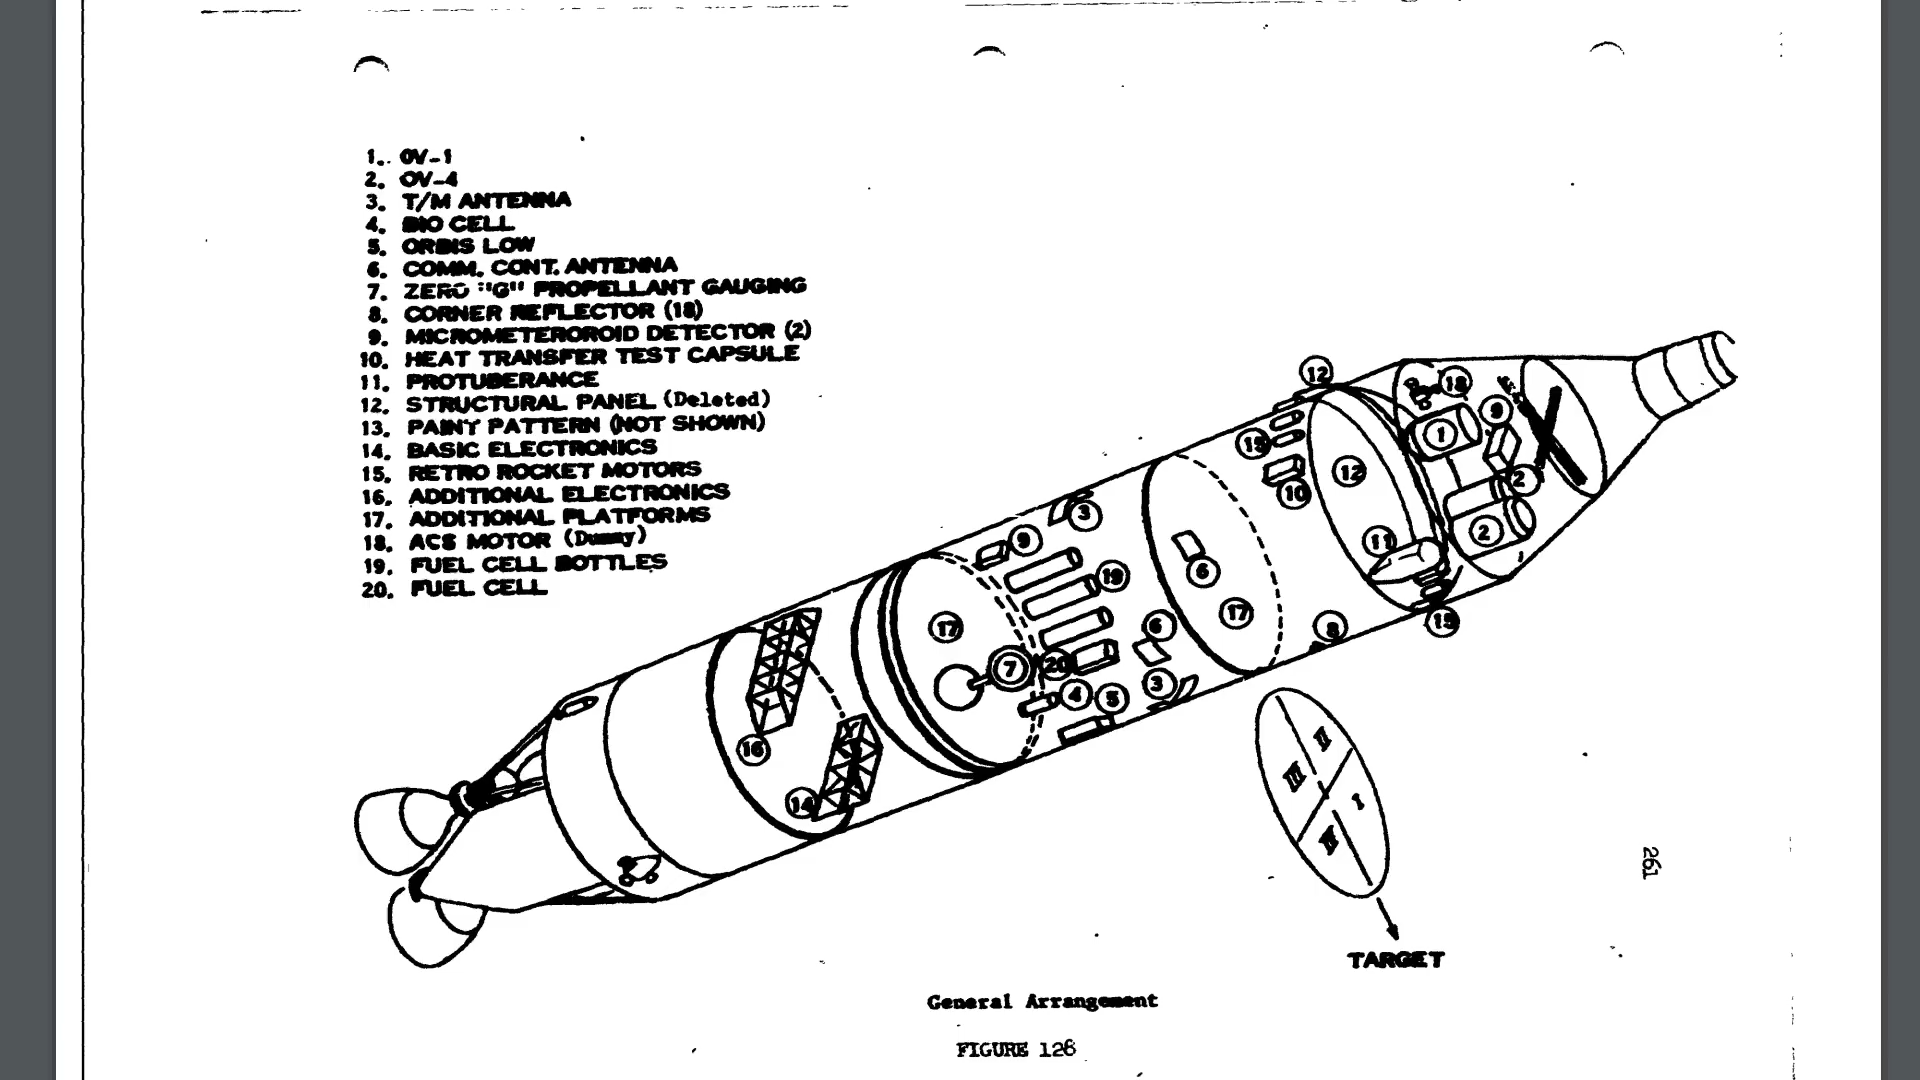 1. OV-1
2. OV-4
3. T/M ANTENNA
4. BIO CELL
5. ORBIS LOW
6. COMM. CONT. ANTENNA
7. ZERO "G" PROPELLANT GAUGING
8. CORNER REFLECTOR (18)
9. MICROMETEROROID DETECTOR (2)
10. HEAT TRANSFER TEST CAPSULE
11. PROTUBERANCE
12. STRUCTURAL PANEL (Deleted)
13. PAINT PATTERN (NOT SHOWN)
14. BASIC ELECTRONICS
15. RETRO ROCKET MOTORS
16. ADDITIONAL ELECTRONICS
17. ADDITIONAL PLATFORMS
18. ACS MOTOR (Dummy)
19. FUEL CELL BOTTLES
20. FUEL CELL
12
18
9
1
15
12
10
2
3
2
9
11
19
6
17
15
17
6
8
7
20
3
4
5
II
16
III
I
14
IV
261
TARGET
General Arrangement
FIGURE 126